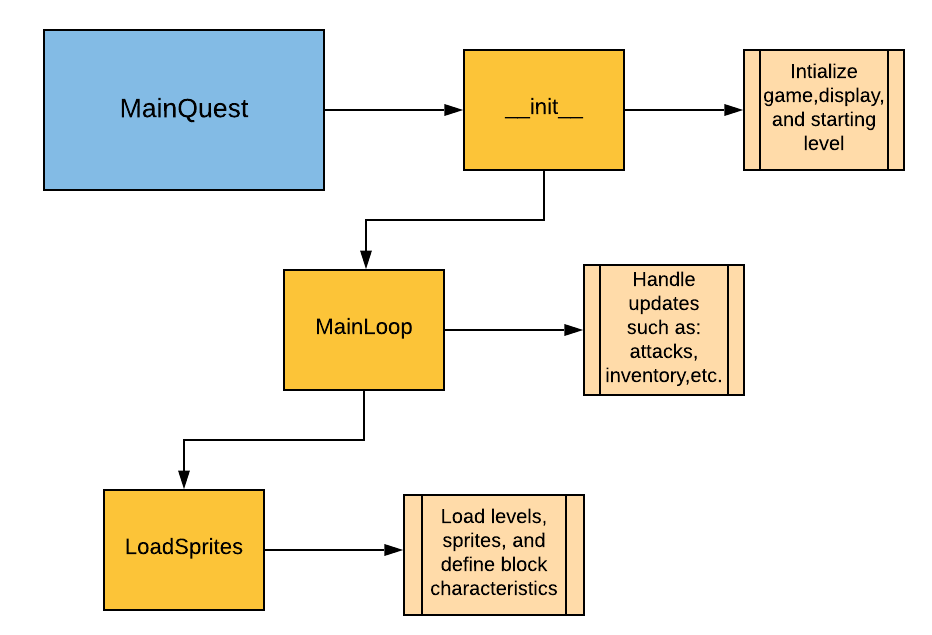 MainQuest
__init__
Intialize
game,display,
and starting
level
MainLoop
Handle
updates
such as:
attacks,
inventory,etc.
LoadSprites
Load levels,
sprites, and
define block
characteristics